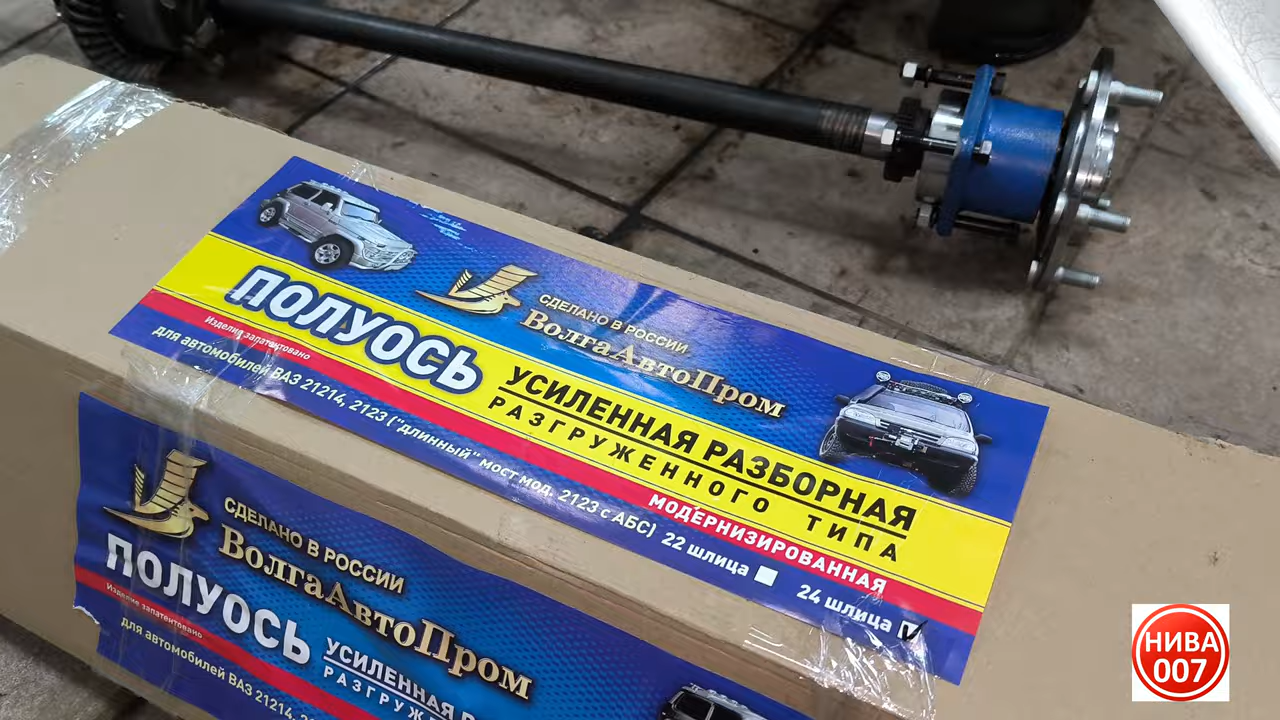 СДЕЛАНО В РОССИИ
ВолгаАвтоПром
ПОЛУОСЬ
УСИЛЕННАЯ РАЗБОРНАЯ
РАЗГРУЖЕННОГО ТИПА
Изделие запатентовано
МОДЕРНИЗИРОВАННАЯ
для автомобилей ВАЗ 21214, 2123 ("длинный" мост мод. 2123 с АБС) 22 шлица
24 шлица
СДЕЛАНО В РОССИИ
ВолгаАвтоПром
ПОЛУОСЬ
УСИЛЕННАЯ
РАЗГРУЖЕ
Изделие запатентовано
для автомобилей ВАЗ 21214,
НИВА
007